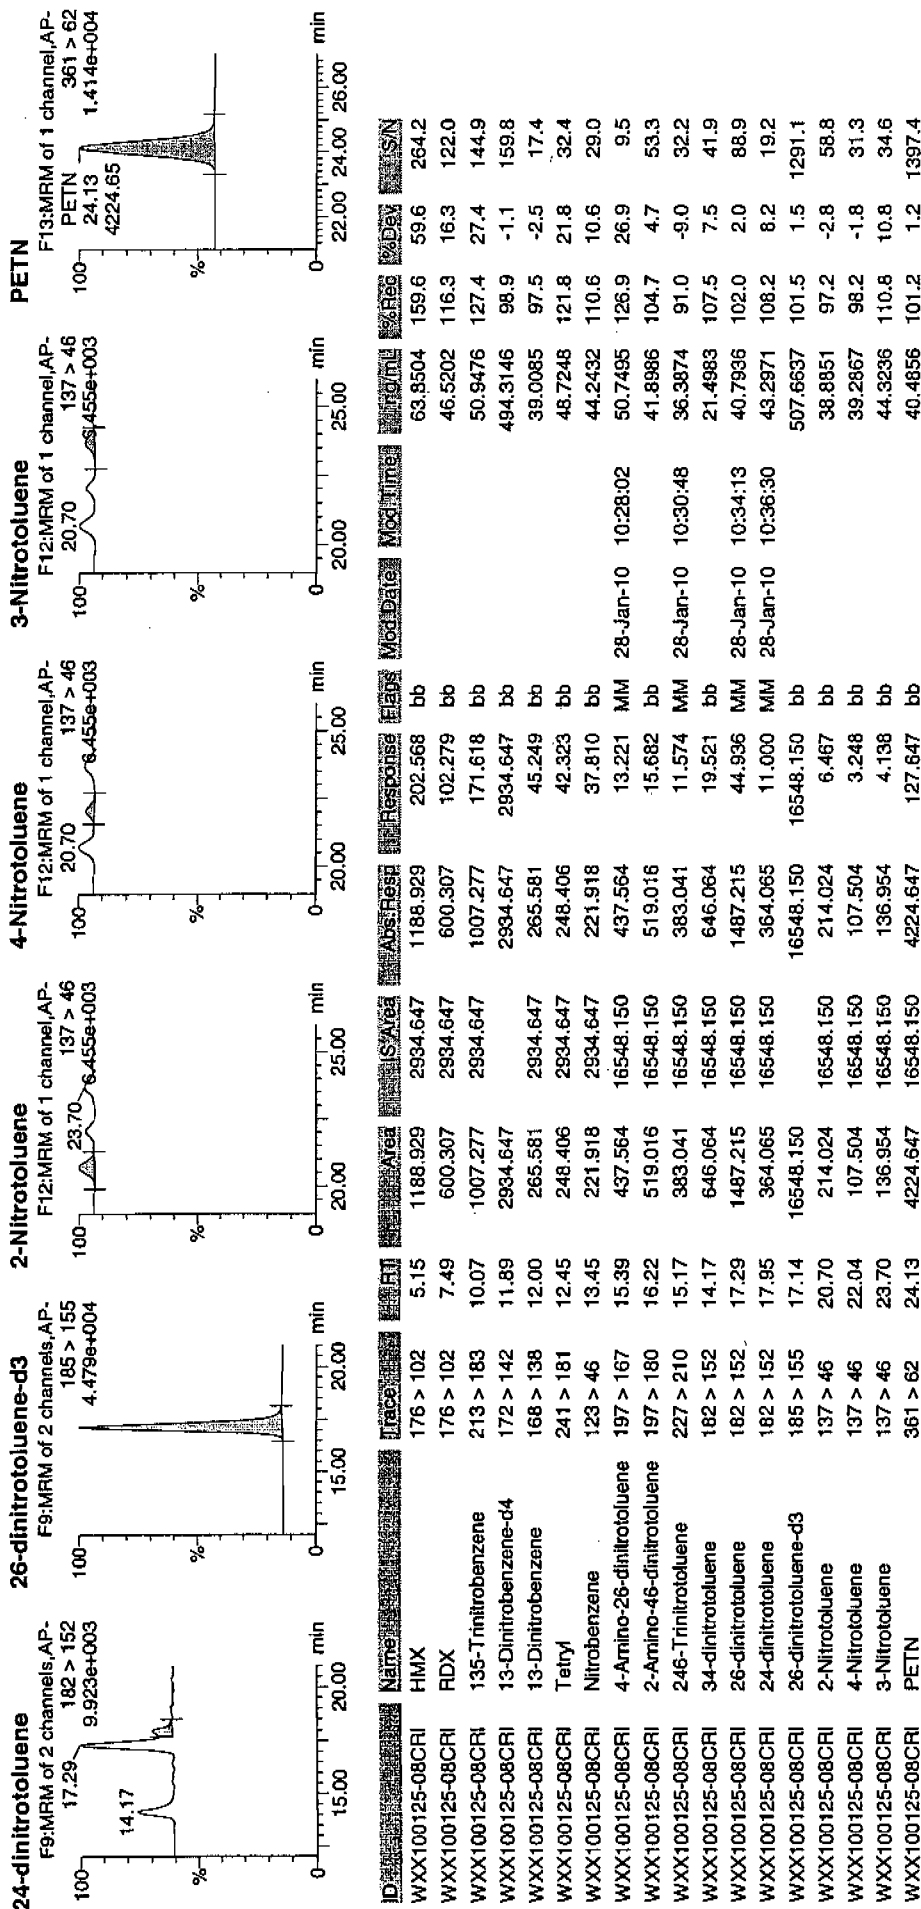 24-dinitrotoluene
F9:MRM of 2 channels,AP-
182 > 152
9.923e+003
17.29
14.17
100
%
0
15.00 20.00 min
26-dinitrotoluene-d3
F9:MRM of 2 channels,AP-
185 > 155
4.479e+004
100
%
0
15.00 20.00 min
2-Nitrotoluene
F12:MRM of 1 channel,AP-
137 > 46
6.455e+003
23.70
100
%
0
20.00 25.00 min
4-Nitrotoluene
F12:MRM of 1 channel,AP-
137 > 46
6.455e+003
20.70
100
%
0
20.00 25.00 min
3-Nitrotoluene
F12:MRM of 1 channel,AP-
137 > 46
6.455e+003
20.70
100
%
0
20.00 25.00 min
PETN
F13:MRM of 1 channel,AP-
361 > 62
1.414e+004
PETN
24.13
4224.65
100
%
0
22.00 24.00 26.00 min
ID Name Trace RT Area IS Area Abs.Resp Response Flags Mod.Date Mod.Time ng/mL %Rec %Dev S/N
WXX100125-08CRI HMX 176 > 102 5.15 1188.929 2934.647 1188.929 202.568 bb 63.8504 159.6 59.6 264.2
WXX100125-08CRI RDX 176 > 102 7.49 600.307 2934.647 600.307 102.279 bb 46.5202 116.3 16.3 122.0
WXX100125-08CRI 135-Trinitrobenzene 213 > 183 10.07 1007.277 2934.647 1007.277 171.618 bb 50.9476 127.4 27.4 144.9
WXX100125-08CRI 13-Dinitrobenzene-d4 172 > 142 11.89 2934.647 2934.647 2934.647 bb 494.3146 98.9 -1.1 159.8
WXX100125-08CRI 13-Dinitrobenzene 168 > 138 12.00 265.581 2934.647 265.581 45.249 bb 39.0085 97.5 -2.5 17.4
WXX100125-08CRI Tetryl 241 > 181 12.45 248.406 2934.647 248.406 42.323 bb 48.7248 121.8 21.8 32.4
WXX100125-08CRI Nitrobenzene 123 > 46 13.45 221.918 2934.647 221.918 37.810 bb 44.2432 110.6 10.6 29.0
WXX100125-08CRI 4-Amino-26-dinitrotoluene 197 > 167 15.39 437.564 16548.150 437.564 13.221 MM 28-Jan-10 10:28:02 50.7495 126.9 26.9 9.5
WXX100125-08CRI 2-Amino-46-dinitrotoluene 197 > 180 16.22 519.016 16548.150 519.016 15.682 bb 41.8986 104.7 4.7 53.3
WXX100125-08CRI 246-Trinitrotoluene 227 > 210 15.17 383.041 16548.150 383.041 11.574 MM 28-Jan-10 10:30:48 36.3874 91.0 -9.0 32.2
WXX100125-08CRI 34-dinitrotoluene 182 > 152 14.17 646.064 16548.150 646.064 19.521 bb 21.4983 107.5 7.5 41.9
WXX100125-08CRI 26-dinitrotoluene 182 > 152 17.29 1487.215 16548.150 1487.215 44.936 MM 28-Jan-10 10:34:13 40.7936 102.0 2.0 88.9
WXX100125-08CRI 24-dinitrotoluene 182 > 152 17.95 364.065 16548.150 364.065 11.000 MM 28-Jan-10 10:36:30 43.2971 108.2 8.2 19.2
WXX100125-08CRI 26-dinitrotoluene-d3 185 > 155 17.14 16548.150 16548.150 16548.150 bb 507.6637 101.5 1.5 1291.1
WXX100125-08CRI 2-Nitrotoluene 137 > 46 20.70 214.024 16548.150 214.024 6.467 bb 38.8951 97.2 -2.8 58.8
WXX100125-08CRI 4-Nitrotoluene 137 > 46 22.04 107.504 16548.150 107.504 3.248 bb 39.2867 98.2 -1.8 31.3
WXX100125-08CRI 3-Nitrotoluene 137 > 46 23.70 136.954 16548.150 136.954 4.138 bb 44.3236 110.8 10.8 34.6
WXX100125-08CRI PETN 361 > 62 24.13 4224.647 16548.150 4224.647 127.647 bb 40.4856 101.2 1.2 1397.4